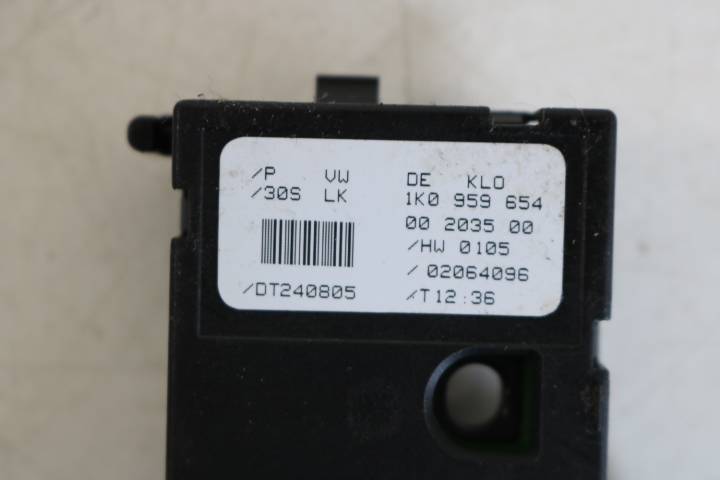 /P VW DE KLO
/30S LK 1K0 959 654
00 2035 00
/HW 0105
/02064096
/DT240805 /T12:36